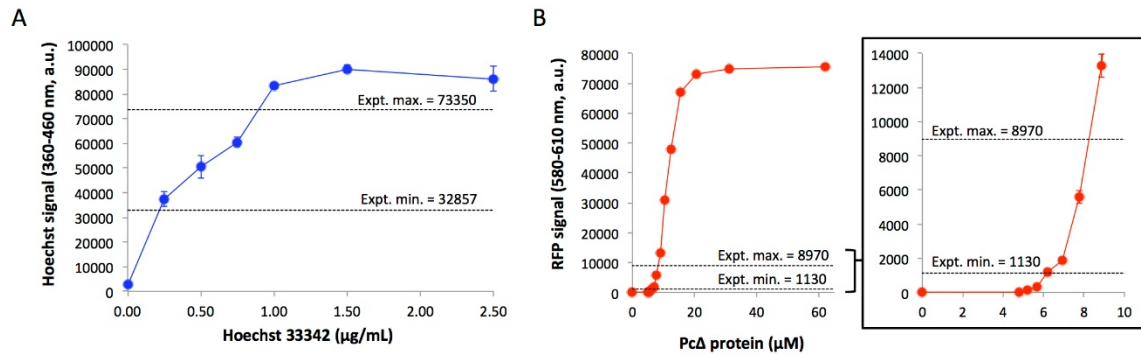 A
Hoechst signal (360-460 nm, a.u.)
100000
90000
80000
70000
60000
50000
40000
30000
20000
10000
0
Expt. max. = 73350
Expt. min. = 32857
0.00 0.50 1.00 1.50 2.00 2.50
Hoechst 33342 (µg/mL)
B
RFP signal (580-610 nm, a.u.)
80000
70000
60000
50000
40000
30000
20000
10000
0
Expt. max. = 8970
Expt. min. = 1130
0 20 40 60
Pc∆ protein (µM)
14000
12000
10000
8000
6000
4000
2000
0
Expt. max. = 8970
Expt. min. = 1130
0 2 4 6 8 10